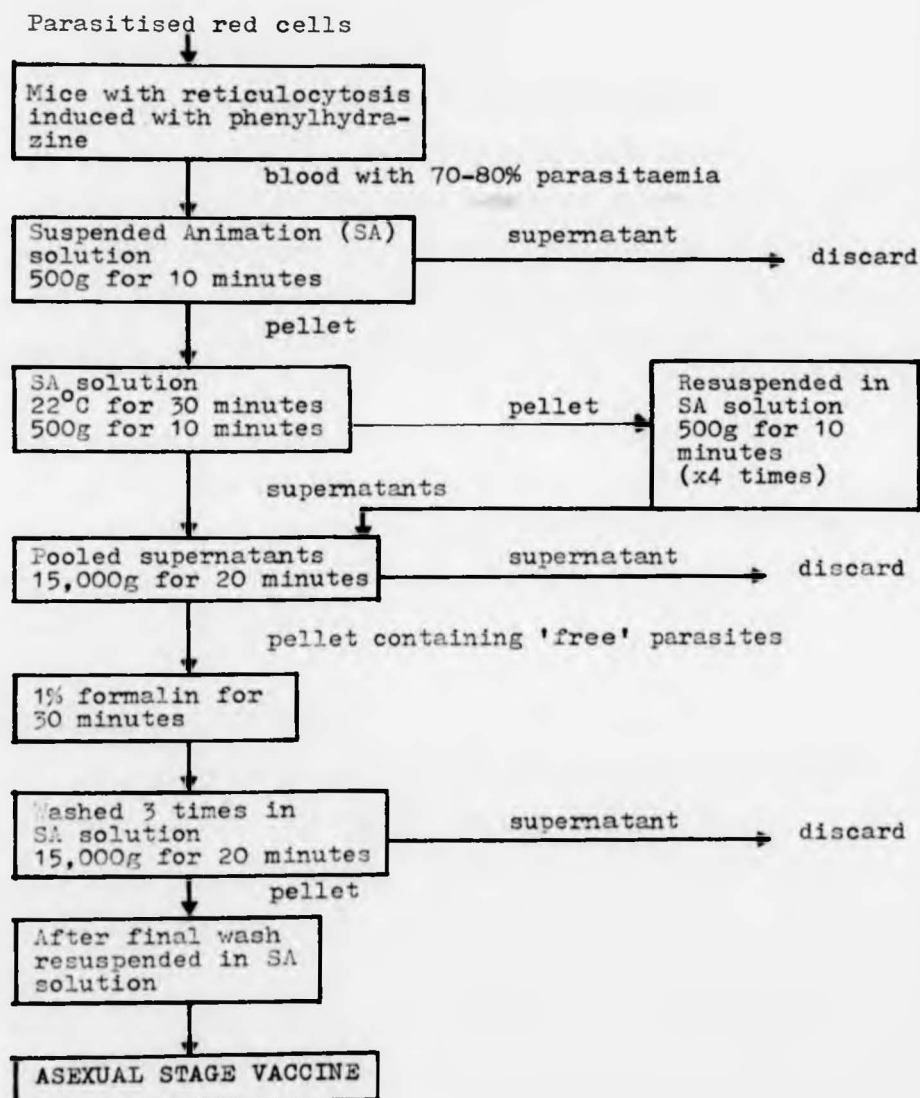 Parasitised red cells
Mice with reticulocytosis
induced with phenylhydra-
zine
blood with 70-80% parasitaemia
Suspended Animation (SA)
solution
500g for 10 minutes
supernatant
discard
pellet
SA solution
22°C for 30 minutes
500g for 10 minutes
pellet
Resuspended in
SA solution
500g for 10
minutes
(x4 times)
supernatants
Pooled supernatants
15,000g for 20 minutes
supernatant
discard
pellet containing 'free' parasites
1% formalin for
30 minutes
Washed 3 times in
SA solution
15,000g for 20 minutes
supernatant
discard
pellet
After final wash
resuspended in SA
solution
ASEXUAL STAGE VACCINE